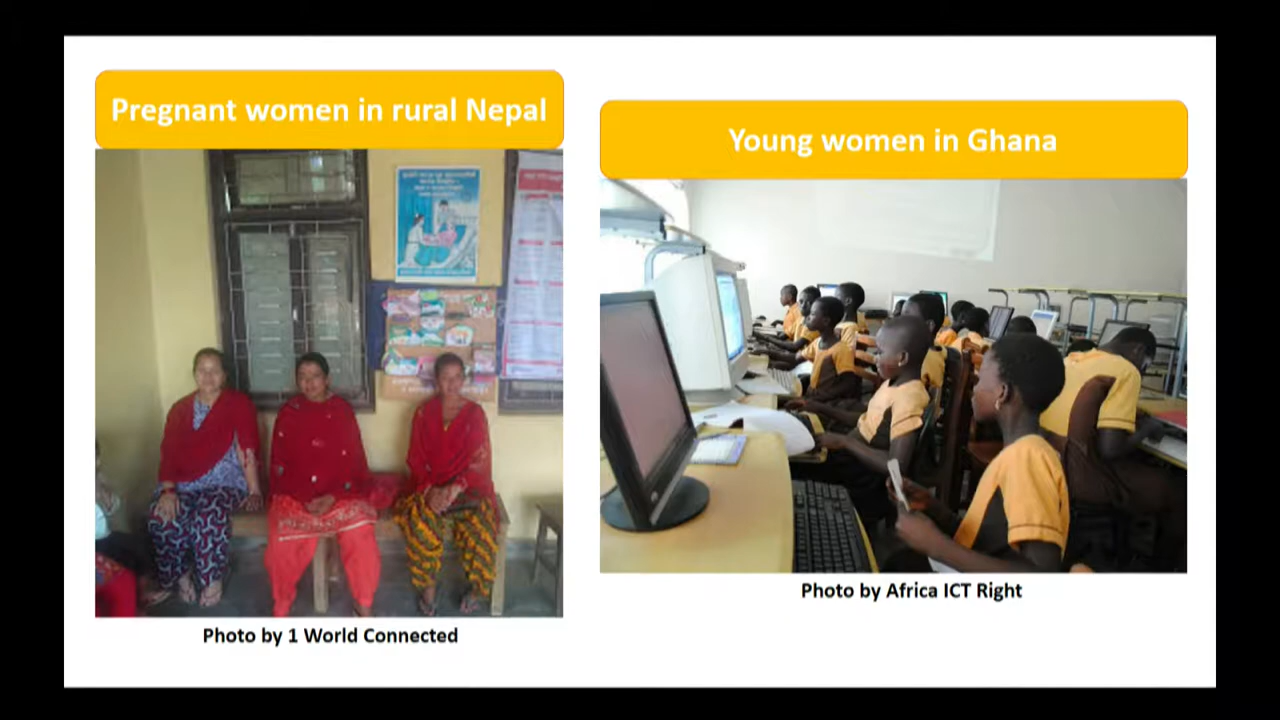 Pregnant women in rural Nepal
Young women in Ghana
Photo by Africa ICT Right
Photo by 1 World Connected